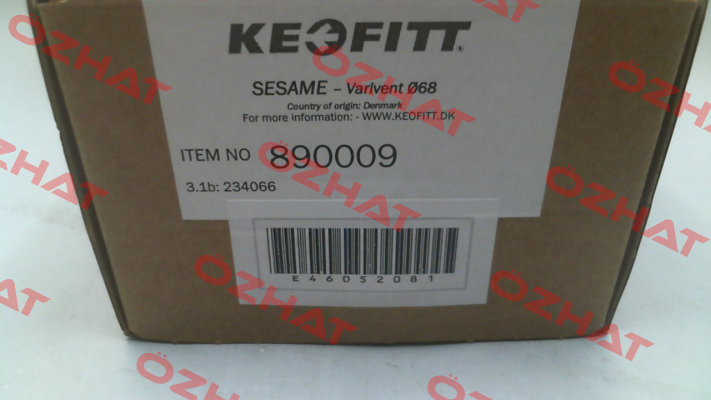 KEOFITT
SESAME – Varivent Ø68
Country of origin: Denmark
For more information: - WWW.KEOFITT.DK
ITEM NO 890009
3.1b: 234066
E46052081
OZHAT
OZHAT
OZHAT
OZHAT
OZHAT
OZHAT
OZHAT
OZHAT
OZHAT